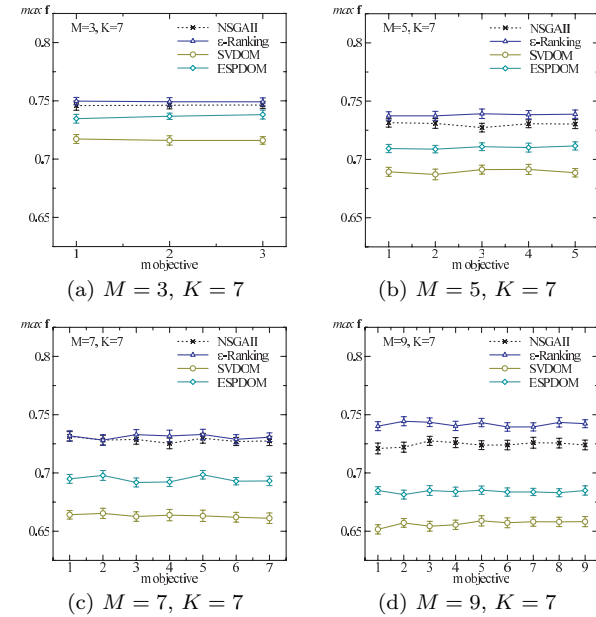 max f
M=3, K=7
NSGAII
ε-Ranking
SVDOM
ESPDOM
0.8
0.75
0.7
0.65
1 2 3
m objective
(a) M = 3, K = 7
max f
M=5, K=7
NSGAII
ε-Ranking
SVDOM
ESPDOM
0.8
0.75
0.7
0.65
1 2 3 4 5
m objective
(b) M = 5, K = 7
max f
M=7, K=7
NSGAII
ε-Ranking
SVDOM
ESPDOM
0.8
0.75
0.7
0.65
1 2 3 4 5 6 7
m objective
(c) M = 7, K = 7
max f
M=9, K=7
NSGAII
ε-Ranking
SVDOM
ESPDOM
0.8
0.75
0.7
0.65
1 2 3 4 5 6 7 8 9
m objective
(d) M = 9, K = 7